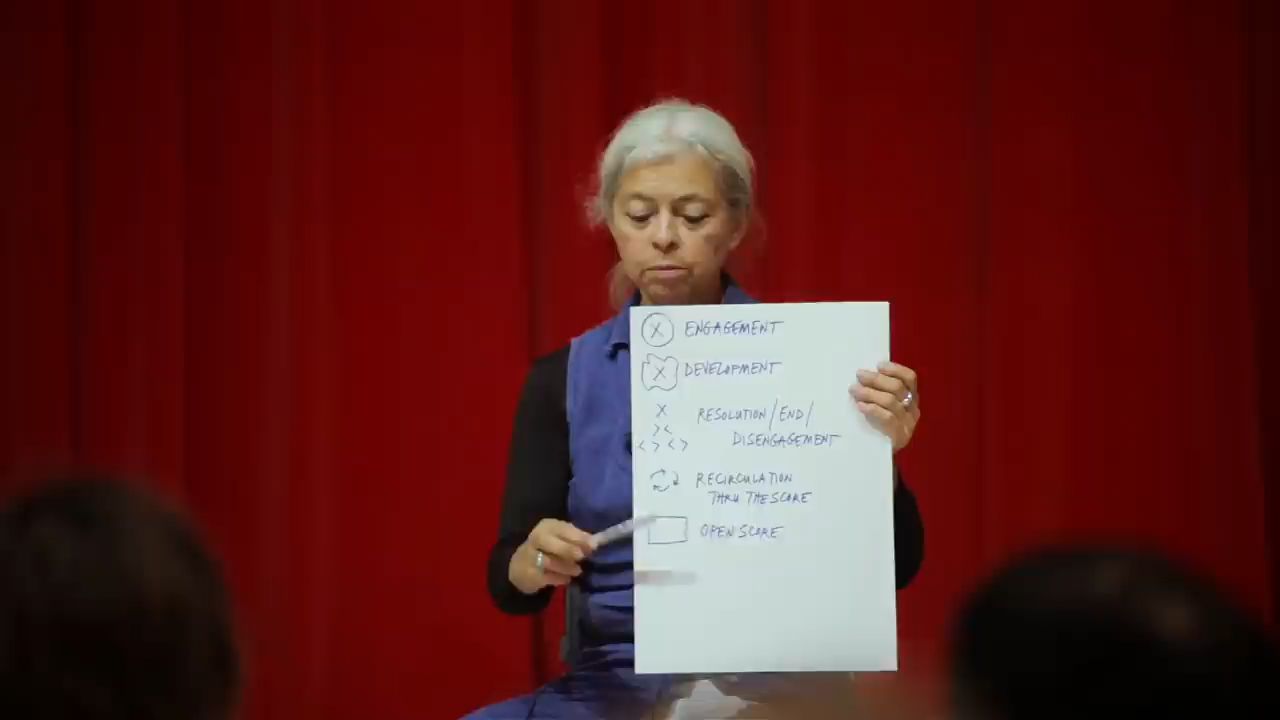 X ENGAGEMENT
X DEVELOPMENT
X RESOLUTION/END/
>< DISENGAGEMENT
<><>
RECIRCULATION
THRU THE SCORE
OPEN SCORE